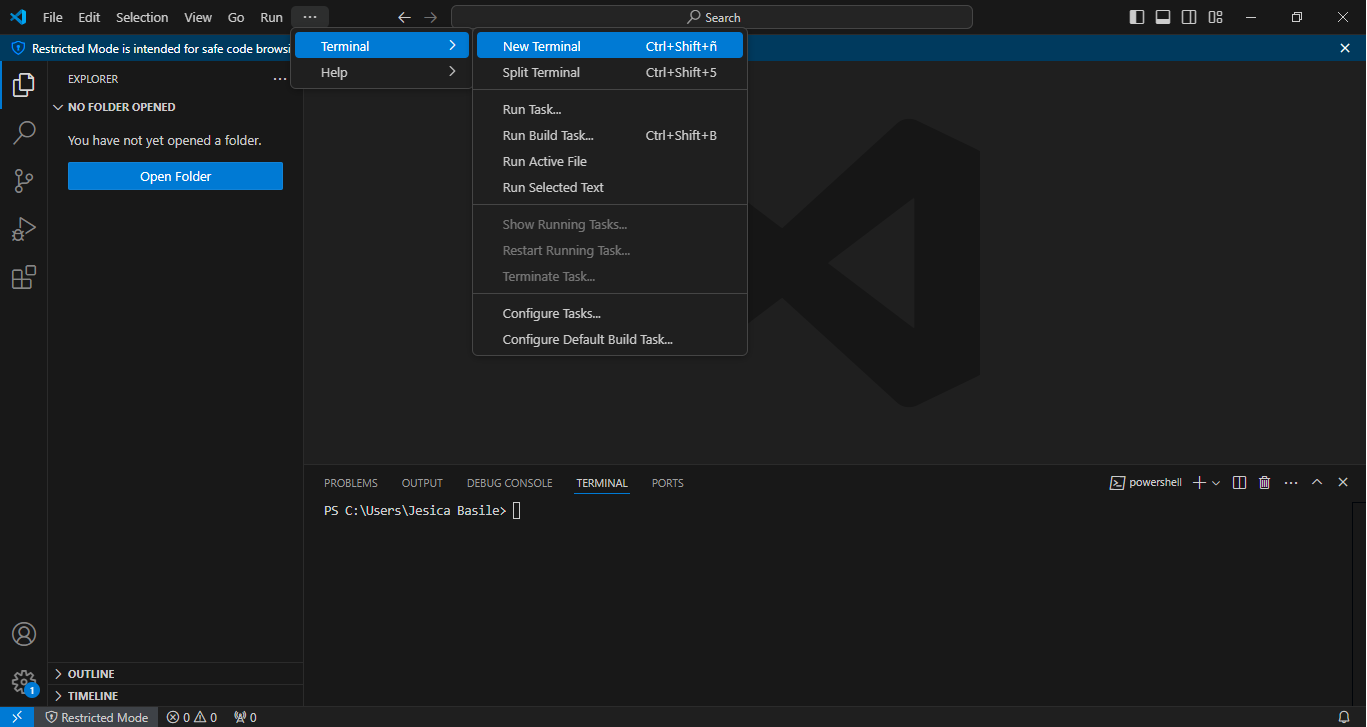 File Edit Selection View Go Run ··· Search
Restricted Mode is intended for safe code browsi
Terminal
Help
New Terminal Ctrl+Shift+ñ
Split Terminal Ctrl+Shift+5
Run Task...
Run Build Task... Ctrl+Shift+B
Run Active File
Run Selected Text
Show Running Tasks...
Restart Running Task...
Terminate Task...
Configure Tasks...
Configure Default Build Task...
EXPLORER
NO FOLDER OPENED
You have not yet opened a folder.
Open Folder
PROBLEMS OUTPUT DEBUG CONSOLE TERMINAL PORTS powershell
PS C:\Users\Jesica Basile>
OUTLINE
TIMELINE
1
Restricted Mode 0 0 0